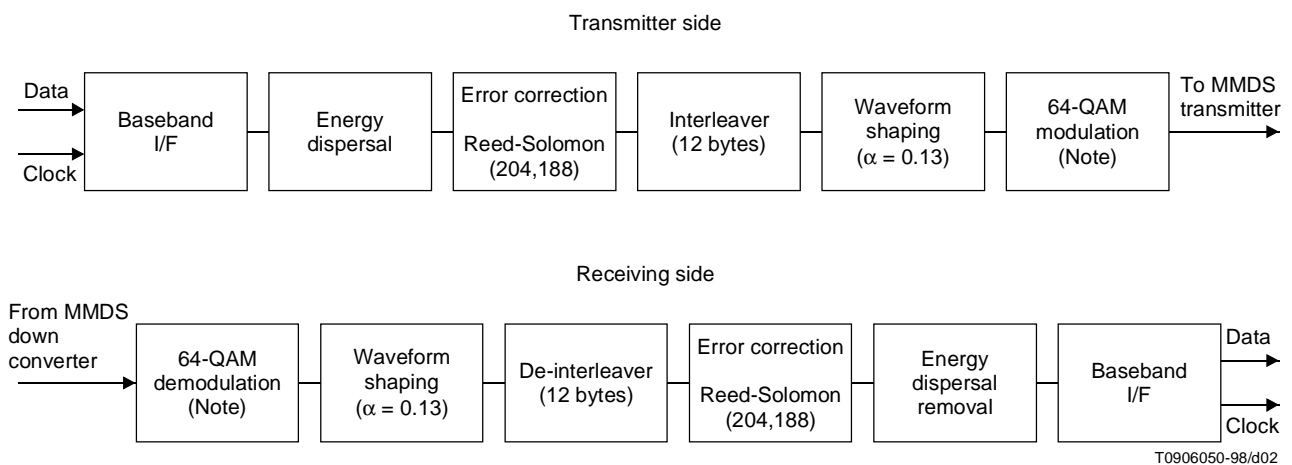 Transmitter side
Data
Clock
Baseband
I/F
Energy
dispersal
Error correction
Reed-Solomon
(204,188)
Interleaver
(12 bytes)
Waveform
shaping
(α = 0.13)
64-QAM
modulation
(Note)
To MMDS
transmitter
Receiving side
From MMDS
down
converter
64-QAM
demodulation
(Note)
Waveform
shaping
(α = 0.13)
De-interleaver
(12 bytes)
Error correction
Reed-Solomon
(204,188)
Energy
dispersal
removal
Baseband
I/F
Data
Clock
T0906050-98/d02